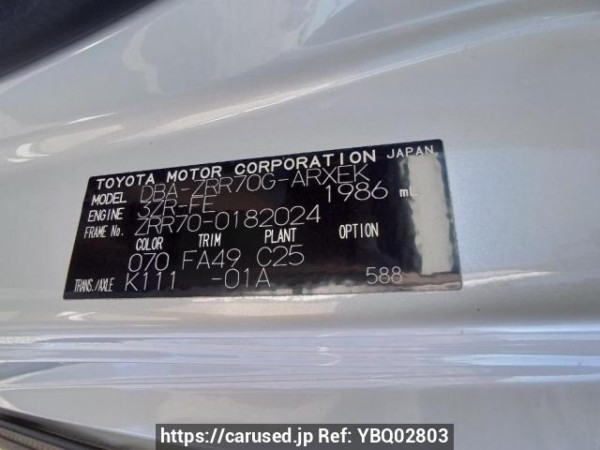 TOYOTA MOTOR CORPORATION JAPAN
MODEL DBA-ZRR70G-ARXEK
ENGINE 3ZR-FE 1986 mL
FRAME No. ZRR70-0182024
COLOR TRIM PLANT OPTION
070 FA49 C25
TRANS./AXLE K111 -01A 588
https://carused.jp Ref: YBQ02803